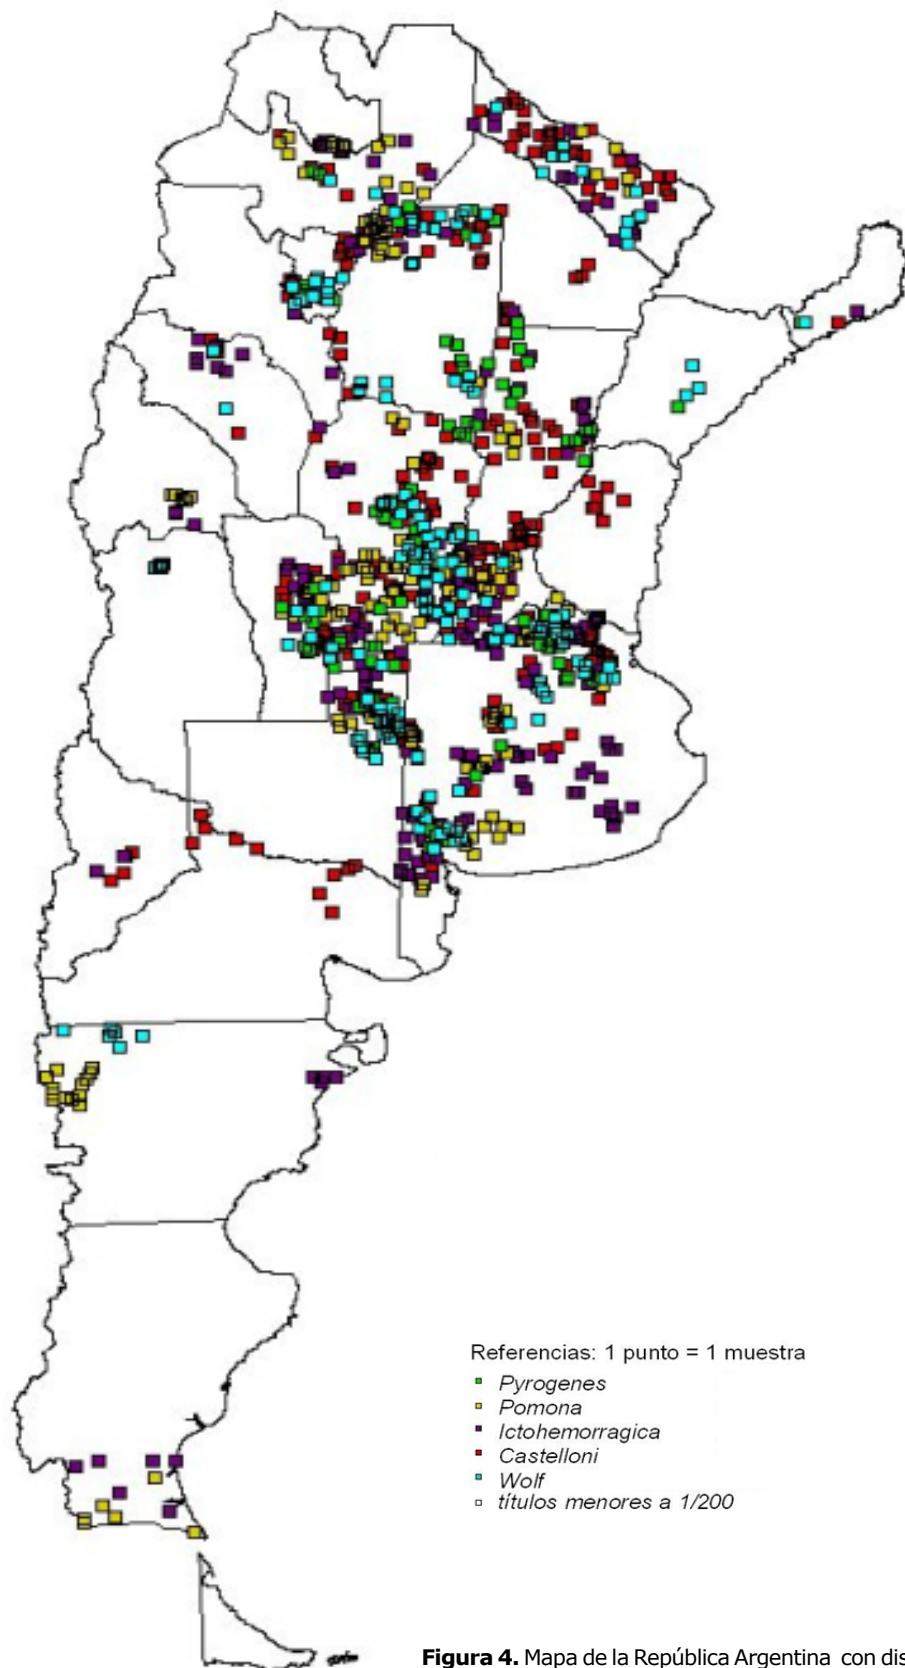 Referencias: 1 punto = 1 muestra
Pyrogenes
Pomona
Ictohemorragica
Castelloni
Wolf
títulos menores a 1/200
Figura 4. Mapa de la República Argentina con dis